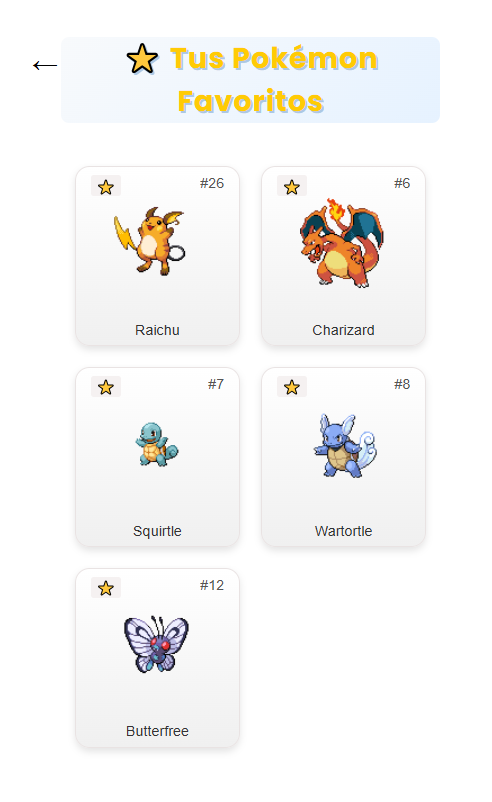 Tus Pokémon
Favoritos
#26
Raichu
#6
Charizard
#7
Squirtle
#8
Wartortle
#12
Butterfree